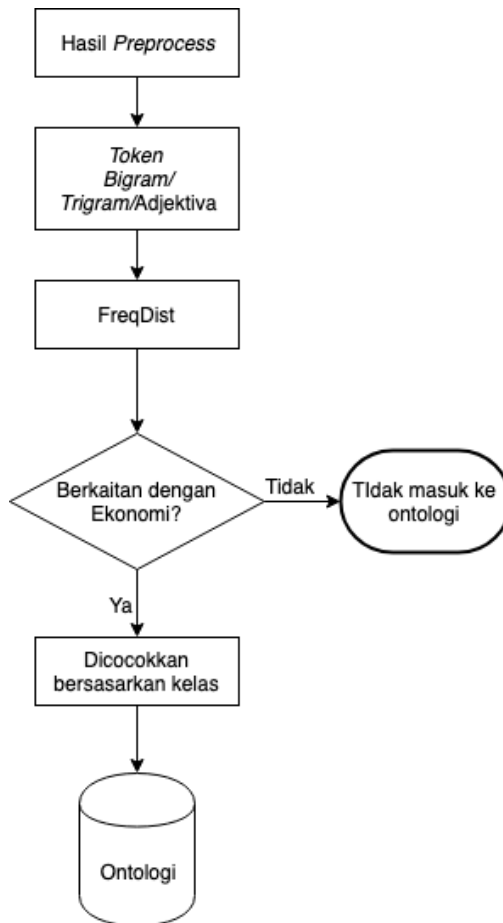 Hasil Preprocess
Token
Bigram/
Trigram/Adjektiva
FreqDist
Berkaitan dengan
Ekonomi?
Tidak
TIdak masuk ke
ontologi
Ya
Dicocokkan
bersasarkan kelas
Ontologi